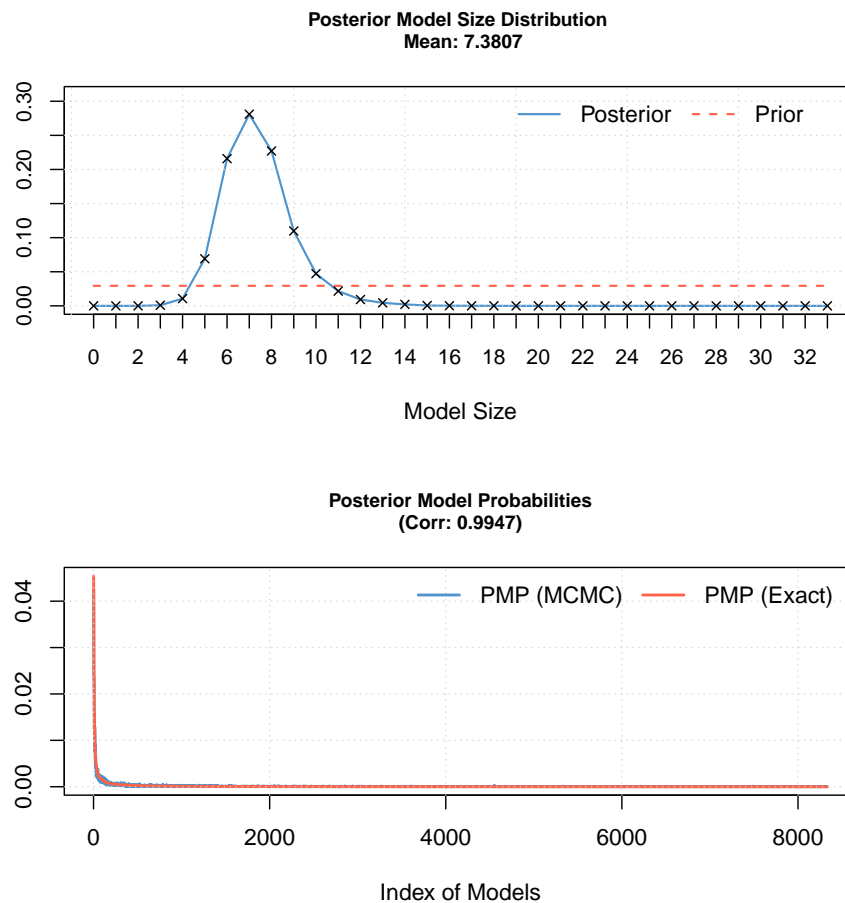 Posterior Model Size Distribution
Mean: 7.3807
0.30
0.20
0.10
0.00
Posterior
Prior
0 2 4 6 8 10 12 14 16 18 20 22 24 26 28 30 32
Model Size
Posterior Model Probabilities
(Corr: 0.9947)
0.04
0.02
0.00
PMP (MCMC)
PMP (Exact)
0 2000 4000 6000 8000
Index of Models